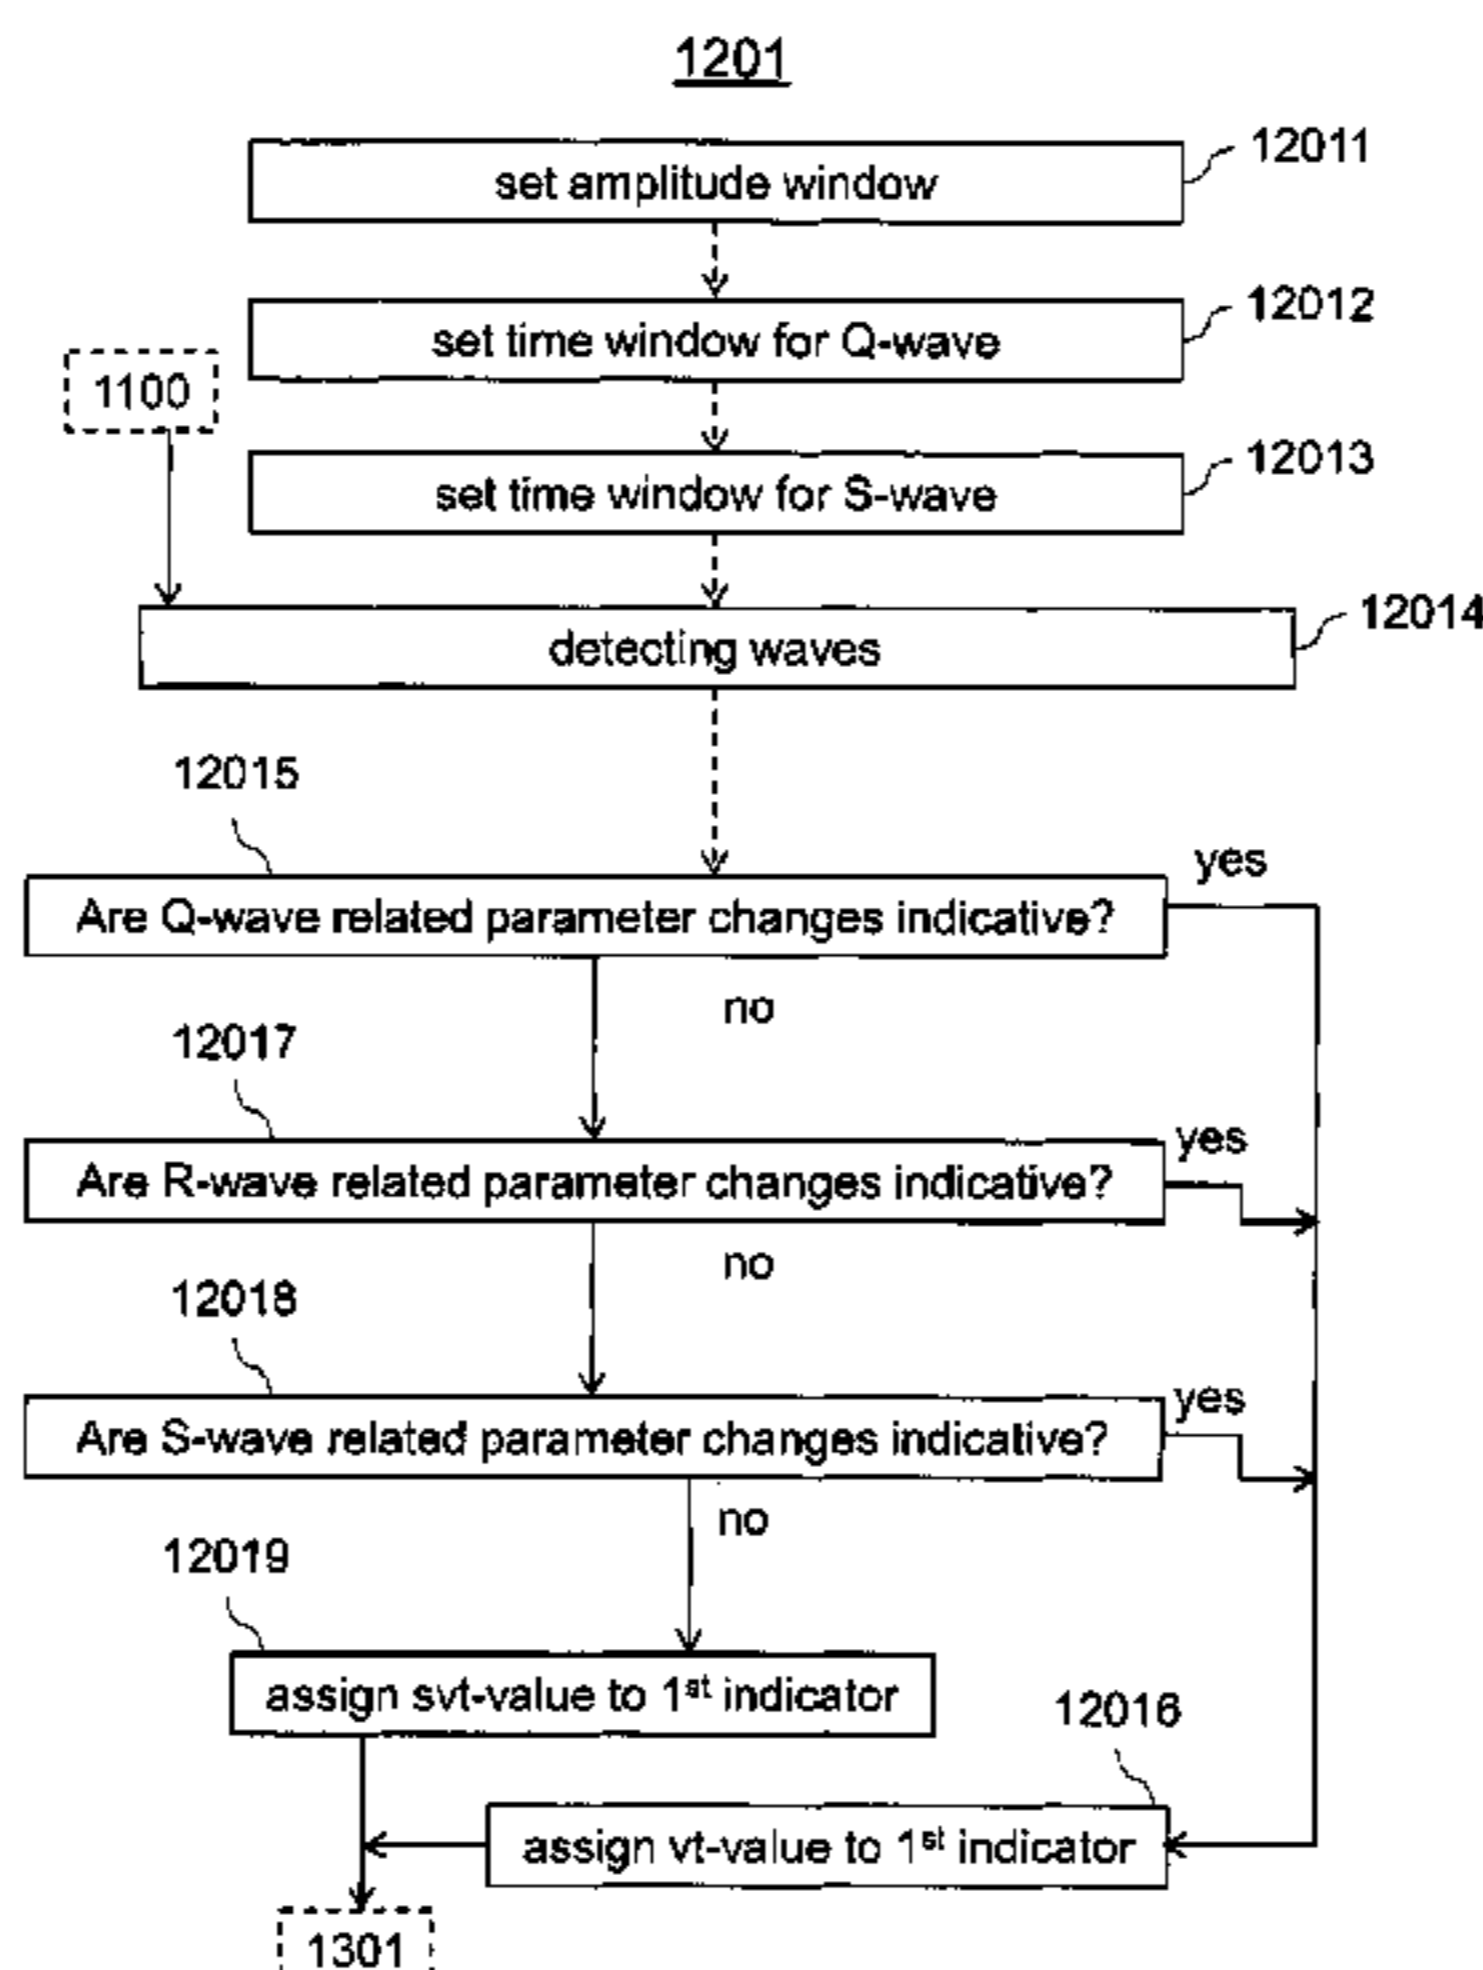 1201
set amplitude window
12011
set time window for Q-wave
12012
1100
set time window for S-wave
12013
detecting waves
12014
12015
Are Q-wave related parameter changes indicative?
yes
no
12017
Are R-wave related parameter changes indicative?
yes
no
12018
Are S-wave related parameter changes indicative?
yes
no
12019
assign svt-value to 1st indicator
12016
assign vt-value to 1st indicator
1301